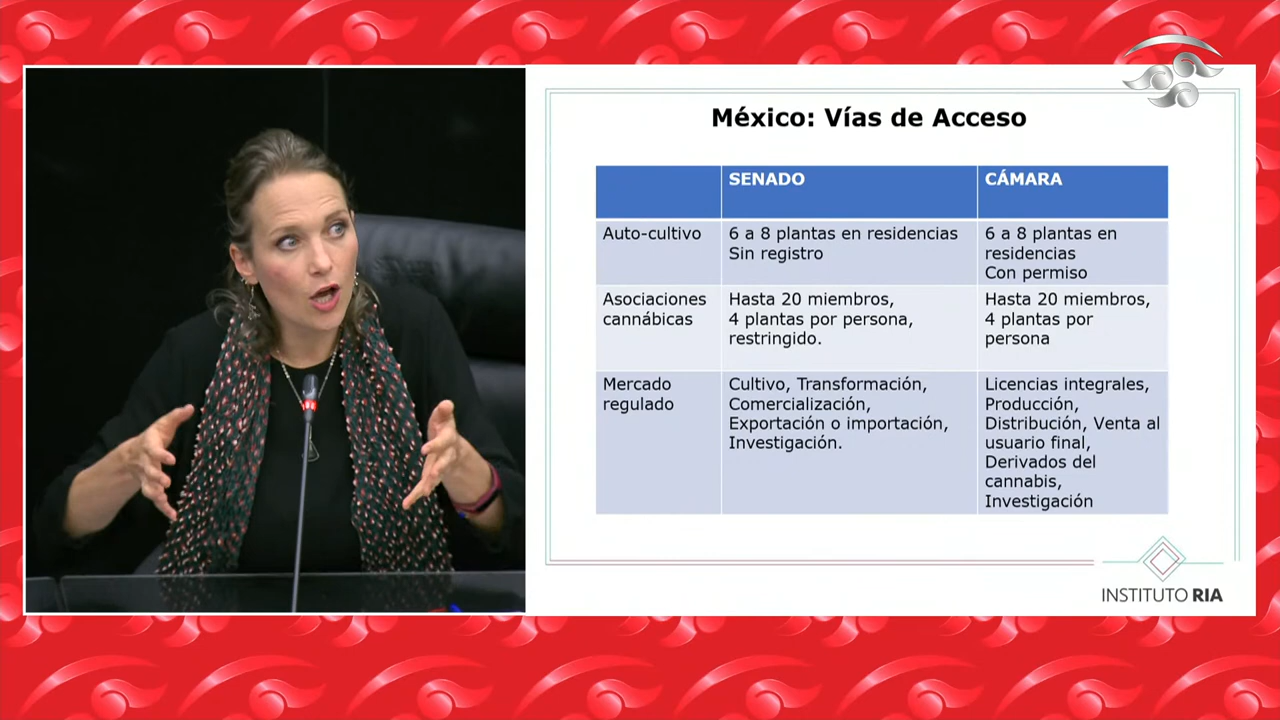 México: Vías de Acceso
SENADO
CÁMARA
Auto-cultivo
6 a 8 plantas en residencias
Sin registro
6 a 8 plantas en
residencias
Con permiso
Asociaciones
cannábicas
Hasta 20 miembros,
4 plantas por persona,
restringido.
Hasta 20 miembros,
4 plantas por
persona
Mercado
regulado
Cultivo, Transformación,
Comercialización,
Exportación o importación,
Investigación.
Licencias integrales,
Producción,
Distribución, Venta al
usuario final,
Derivados del
cannabis,
Investigación
INSTITUTO RIA